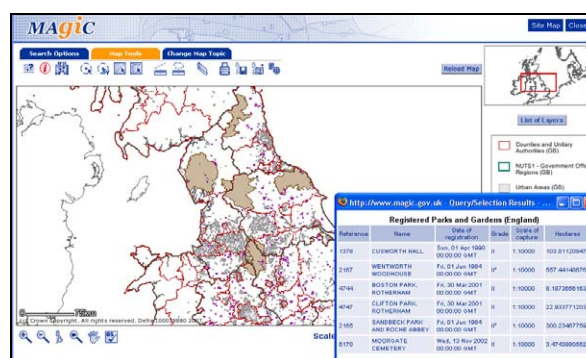 MAGiC
Site Map
Close
Search Options
Map Tools
Change Map Topic
Reload Map
List of Layers
Counties and Unitary
Authorities (GB)
NUTS1 - Government Offi
Regions (GB)
Urban Areas (GB)
http://www.magic.gov.uk - Query/Selection Results - ...
Registered Parks and Gardens (England)
Reference Name Date of registration Grade Scale of capture Hectares
1379 CUSWORTH HALL Sun, 01 Apr 1990 00:00:00 GMT II 1:10000
2167 WENTWORTH WOODHOUSE Fri, 01 Jun 1984 00:00:00 GMT II* 1:10000
4744 BOSTON PARK, ROTHERHAM Fri, 30 Mar 2001 00:00:00 GMT II 1:10000
4747 CLIFTON PARK, ROTHERHAM Fri, 30 Mar 2001 00:00:00 GMT II 1:10000
2165 SANDBECK PARK AND ROCHE ABBEY Fri, 01 Jun 1984 00:00:00 GMT II* 1:10000
5170 MOORGATE CEMETERY Wed, 13 Nov 2002 00:00:00 GMT II 1:10000
Crown Copyright. All rights reserved.
Scale